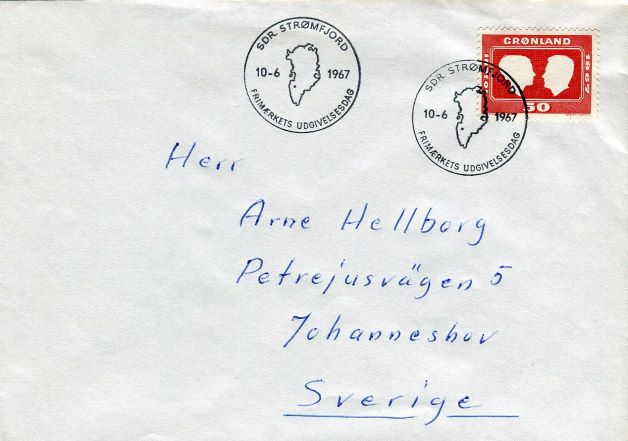 SDR. STRØMFJORD
10-6 1967
FRIMÆRKETS UDGIVELSESDAG
SDR. STRØMFJORD
10-6 1967
FRIMÆRKETS UDGIVELSESDAG
GRØNLAND
1967
50
Herr
Arne Hellborg
Petrejusvägen 5
Johanneshov
Sverige